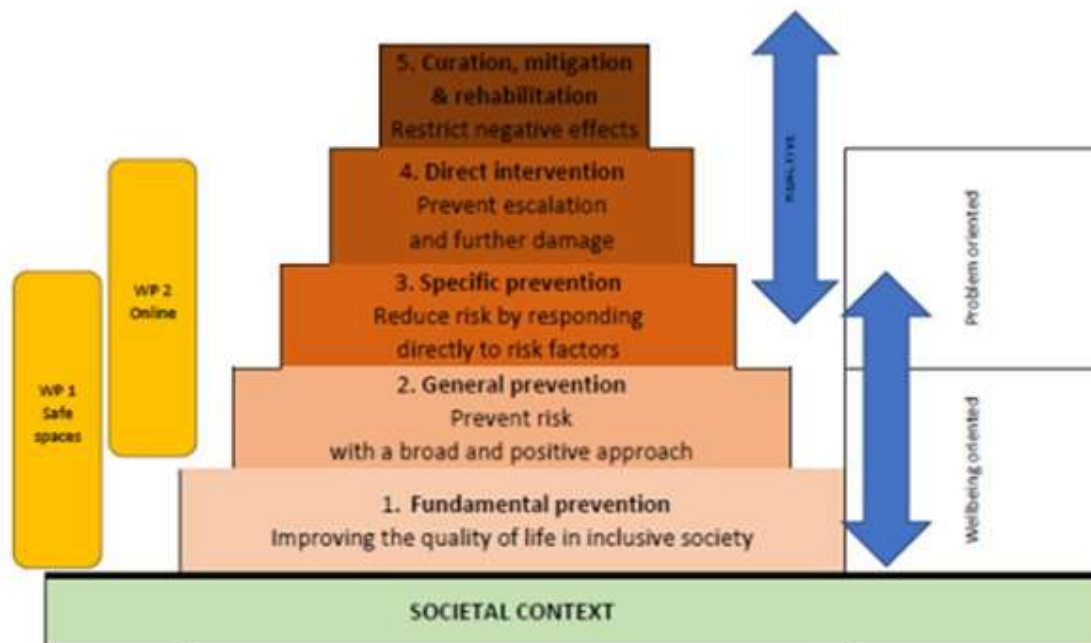 5. Curation, mitigation
& rehabilitation
Restrict negative effects
4. Direct intervention
Prevent escalation
and further damage
3. Specific prevention
Reduce risk by responding
directly to risk factors
2. General prevention
Prevent risk
with a broad and positive approach
1. Fundamental prevention
Improving the quality of life in inclusive society
SOCIETAL CONTEXT
WP 1
Safe
spaces
WP 2
Online
Problem oriented
Wellbeing oriented